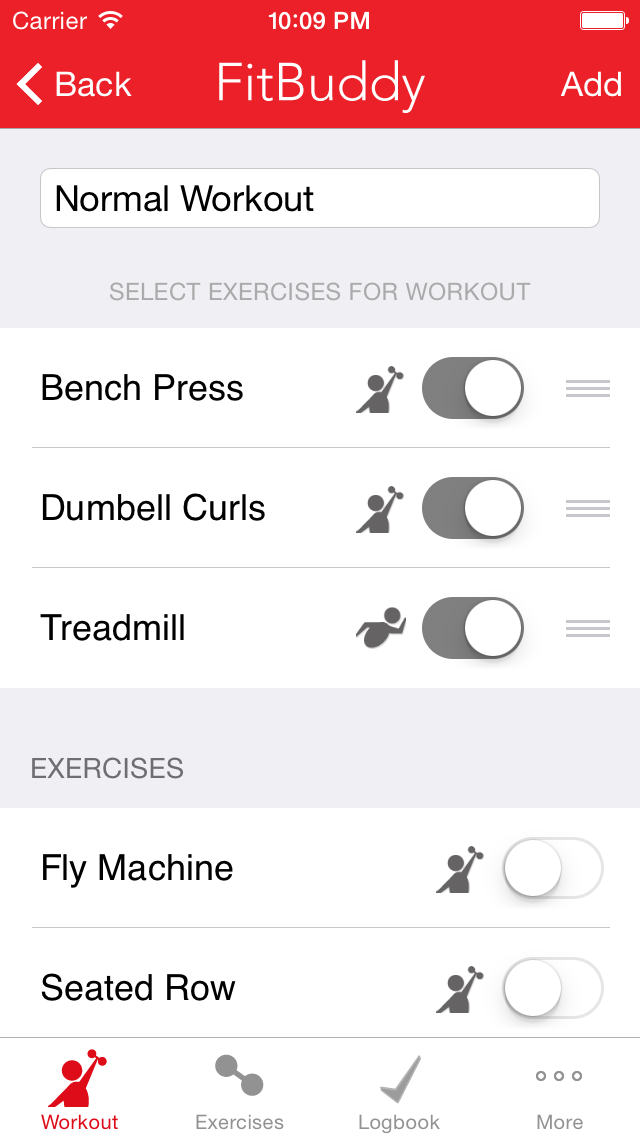 Carrier 10:09 PM
Back FitBuddy Add
Normal Workout
SELECT EXERCISES FOR WORKOUT
Bench Press
Dumbell Curls
Treadmill
EXERCISES
Fly Machine
Seated Row
Workout Exercises Logbook More